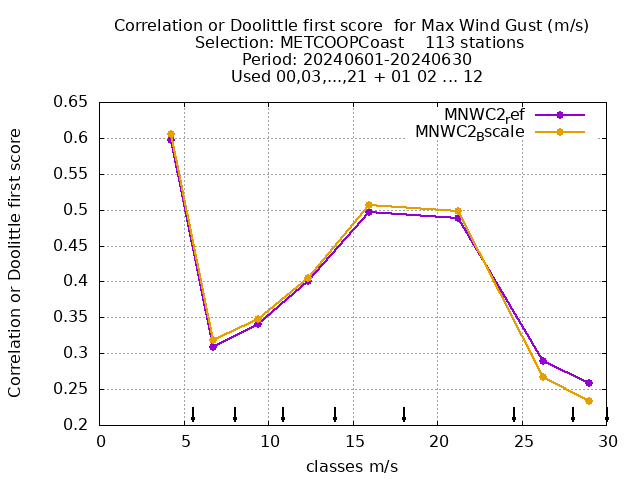 Correlation or Doolittle first score  for Max Wind Gust (m/s)
Selection: METCOOPCoast    113 stations
Period: 20240601-20240630
Used 00,03,...,21 + 01 02 ... 12
MNWC2ref
MNWC2Bscale
Correlation or Doolittle first score
0.65
0.6
0.55
0.5
0.45
0.4
0.35
0.3
0.25
0.2
0 5 10 15 20 25 30
classes m/s